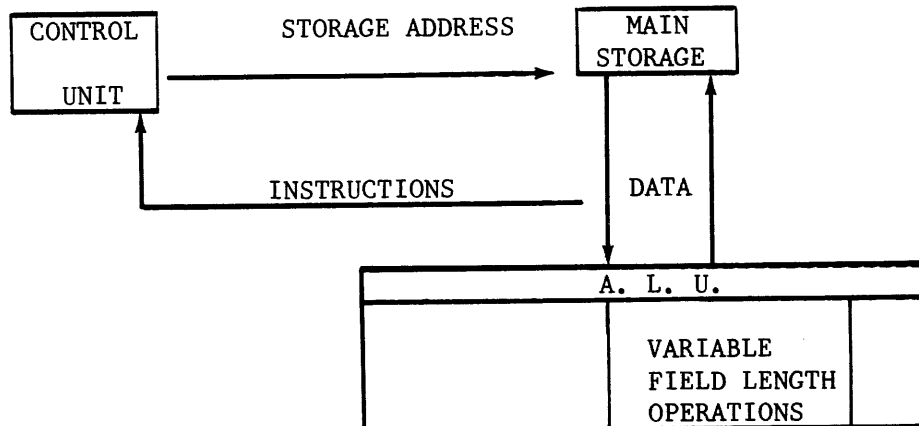 CONTROL
UNIT
STORAGE ADDRESS
MAIN
STORAGE
INSTRUCTIONS
DATA
A. L. U.
VARIABLE
FIELD LENGTH
OPERATIONS